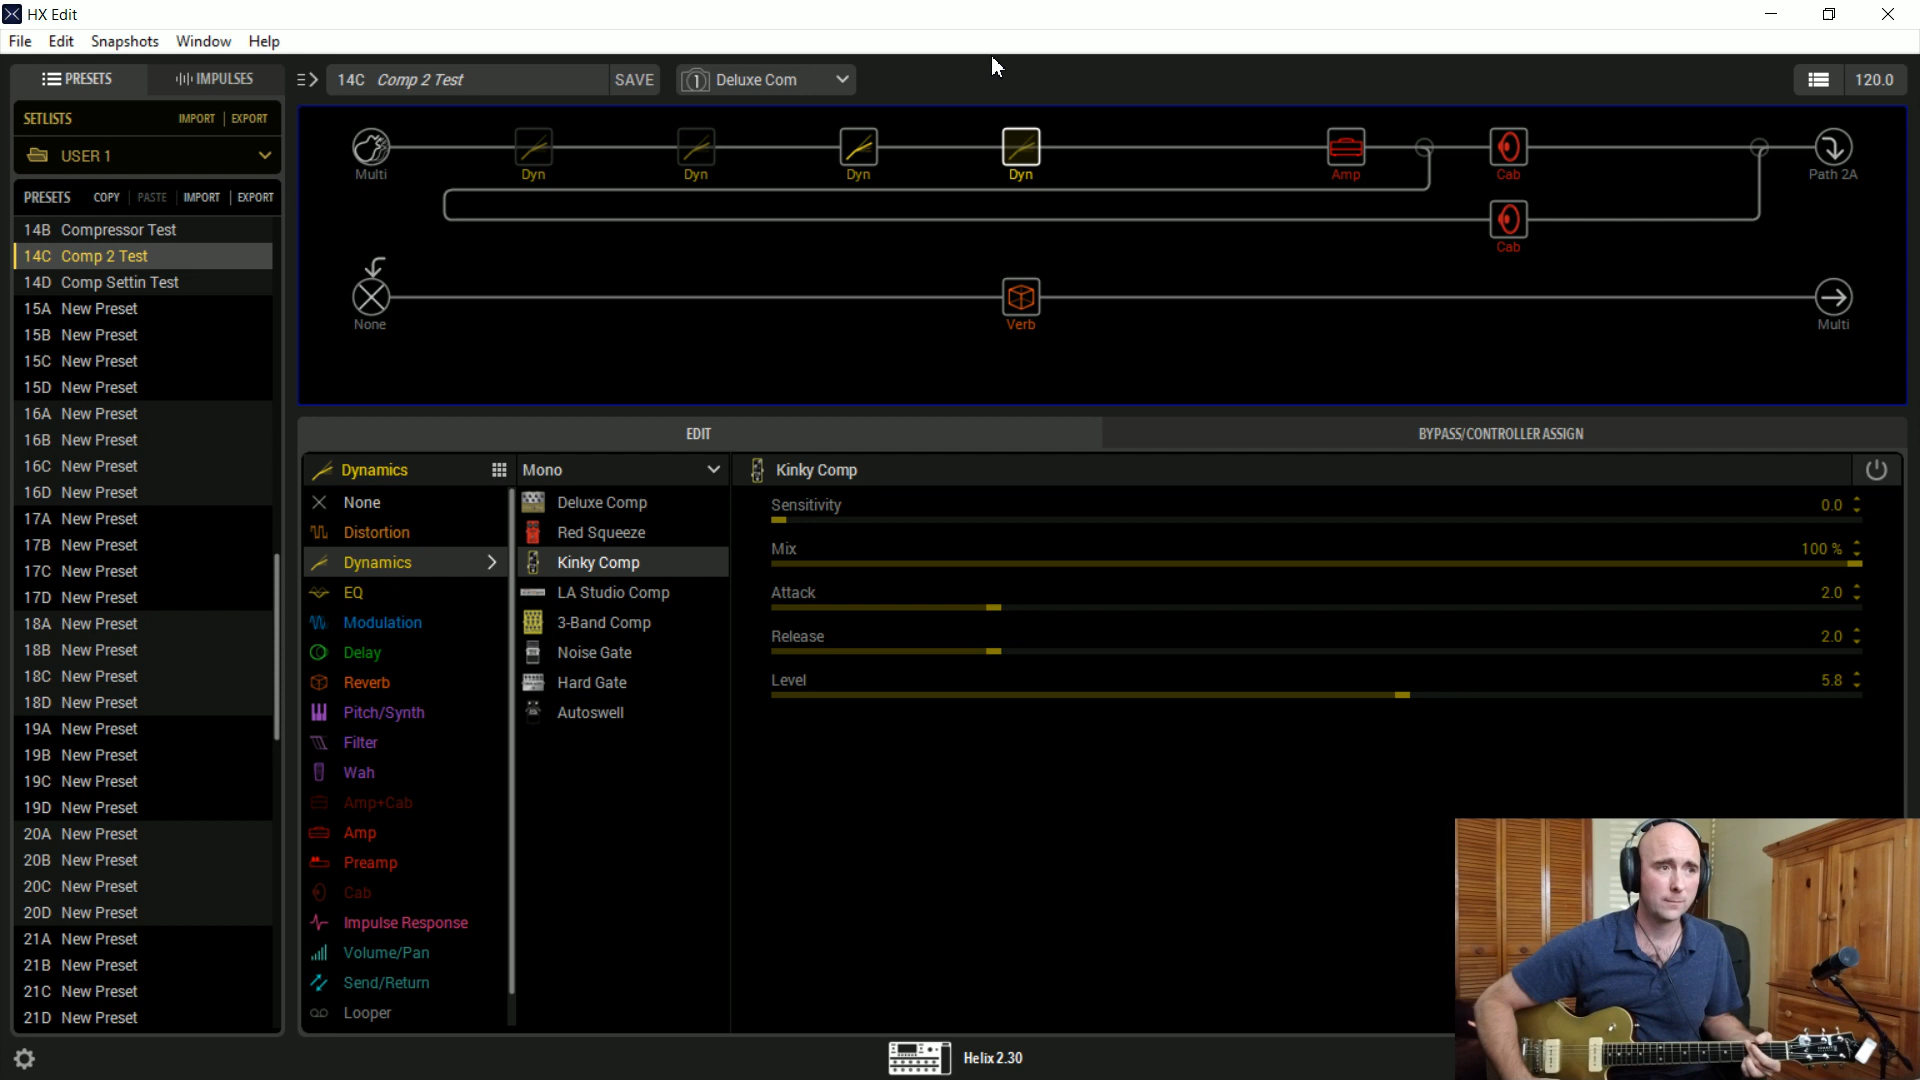 HX Edit
File Edit Snapshots Window Help
PRESETS IMPULSES
14C Comp 2 Test SAVE 1 Deluxe Com 120.0
SETLISTS IMPORT EXPORT
USER 1
PRESETS COPY PASTE IMPORT EXPORT
14B Compressor Test
14C Comp 2 Test
14D Comp Settin Test
15A New Preset
15B New Preset
15C New Preset
15D New Preset
16A New Preset
16B New Preset
16C New Preset
16D New Preset
17A New Preset
17B New Preset
17C New Preset
17D New Preset
18A New Preset
18B New Preset
18C New Preset
18D New Preset
19A New Preset
19B New Preset
19C New Preset
19D New Preset
20A New Preset
20B New Preset
20C New Preset
20D New Preset
21A New Preset
21B New Preset
21C New Preset
21D New Preset
Multi Dyn Dyn Dyn Dyn Amp Cab Path 2A
Cab
None Verb Multi
EDIT BYPASS/CONTROLLER ASSIGN
Dynamics Mono Kinky Comp
None
Distortion
Dynamics
EQ
Modulation
Delay
Reverb
Pitch/Synth
Filter
Wah
Amp+Cab
Amp
Preamp
Cab
Impulse Response
Volume/Pan
Send/Return
Looper
Deluxe Comp
Red Squeeze
Kinky Comp
LA Studio Comp
3-Band Comp
Noise Gate
Hard Gate
Autoswell
Sensitivity 0.0
Mix 100 %
Attack 2.0
Release 2.0
Level 5.8
Helix 2.30